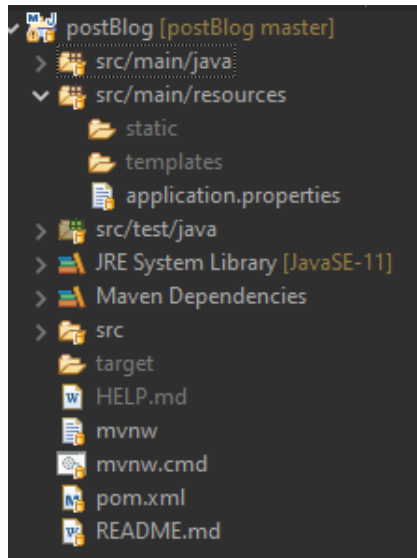 postBlog [postBlog master]
src/main/java
src/main/resources
static
templates
application.properties
src/test/java
JRE System Library [JavaSE-11]
Maven Dependencies
src
target
HELP.md
mvnw
mvnw.cmd
pom.xml
README.md